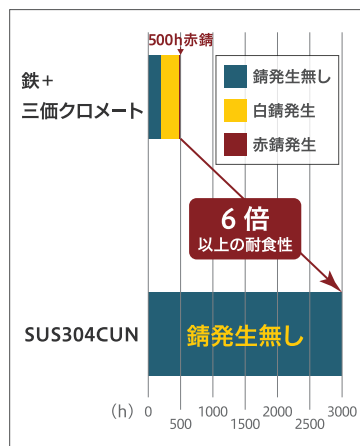 500h赤錆
鉄+
三価クロメート
錆発生無し
白錆発生
赤錆発生
6倍
以上の耐食性
SUS304CUN
錆発生無し
(h) 0 500 1000 1500 2000 2500 3000